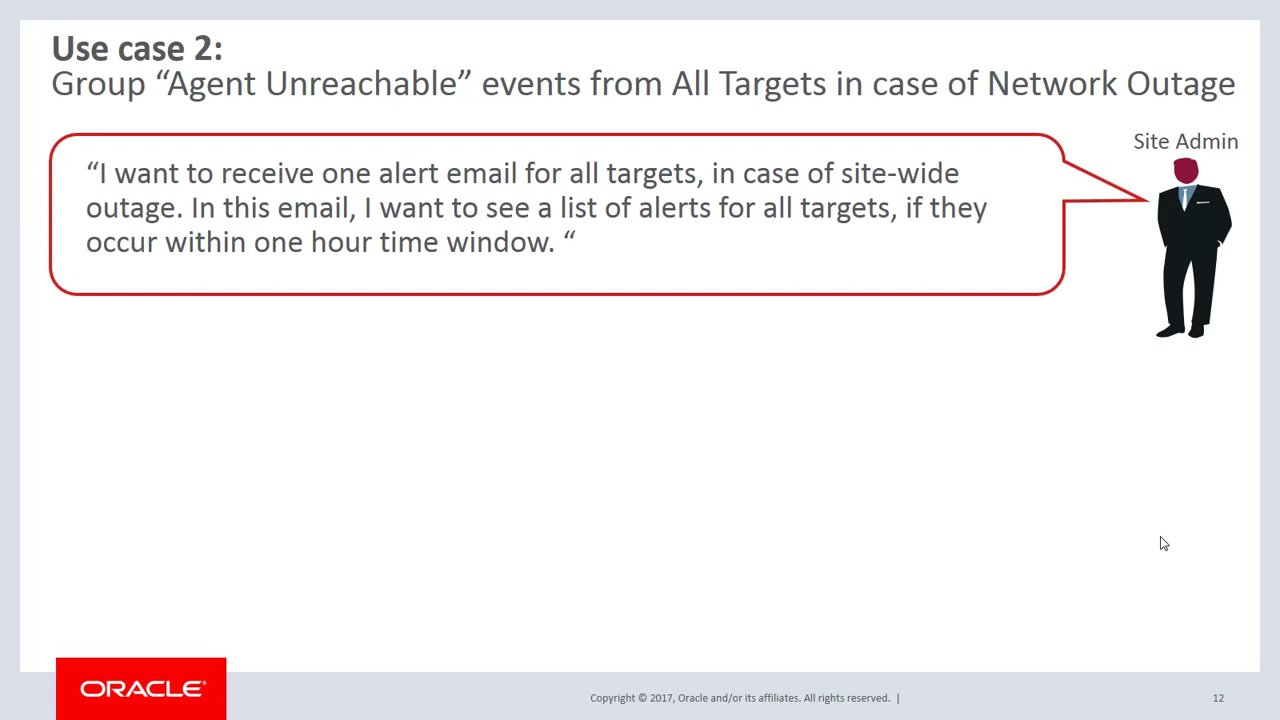 Use case 2:
Group “Agent Unreachable” events from All Targets in case of Network Outage
Site Admin
“I want to receive one alert email for all targets, in case of site-wide
outage. In this email, I want to see a list of alerts for all targets, if they
occur within one hour time window. “
ORACLE®
Copyright © 2017, Oracle and/or its affiliates. All rights reserved. |
12